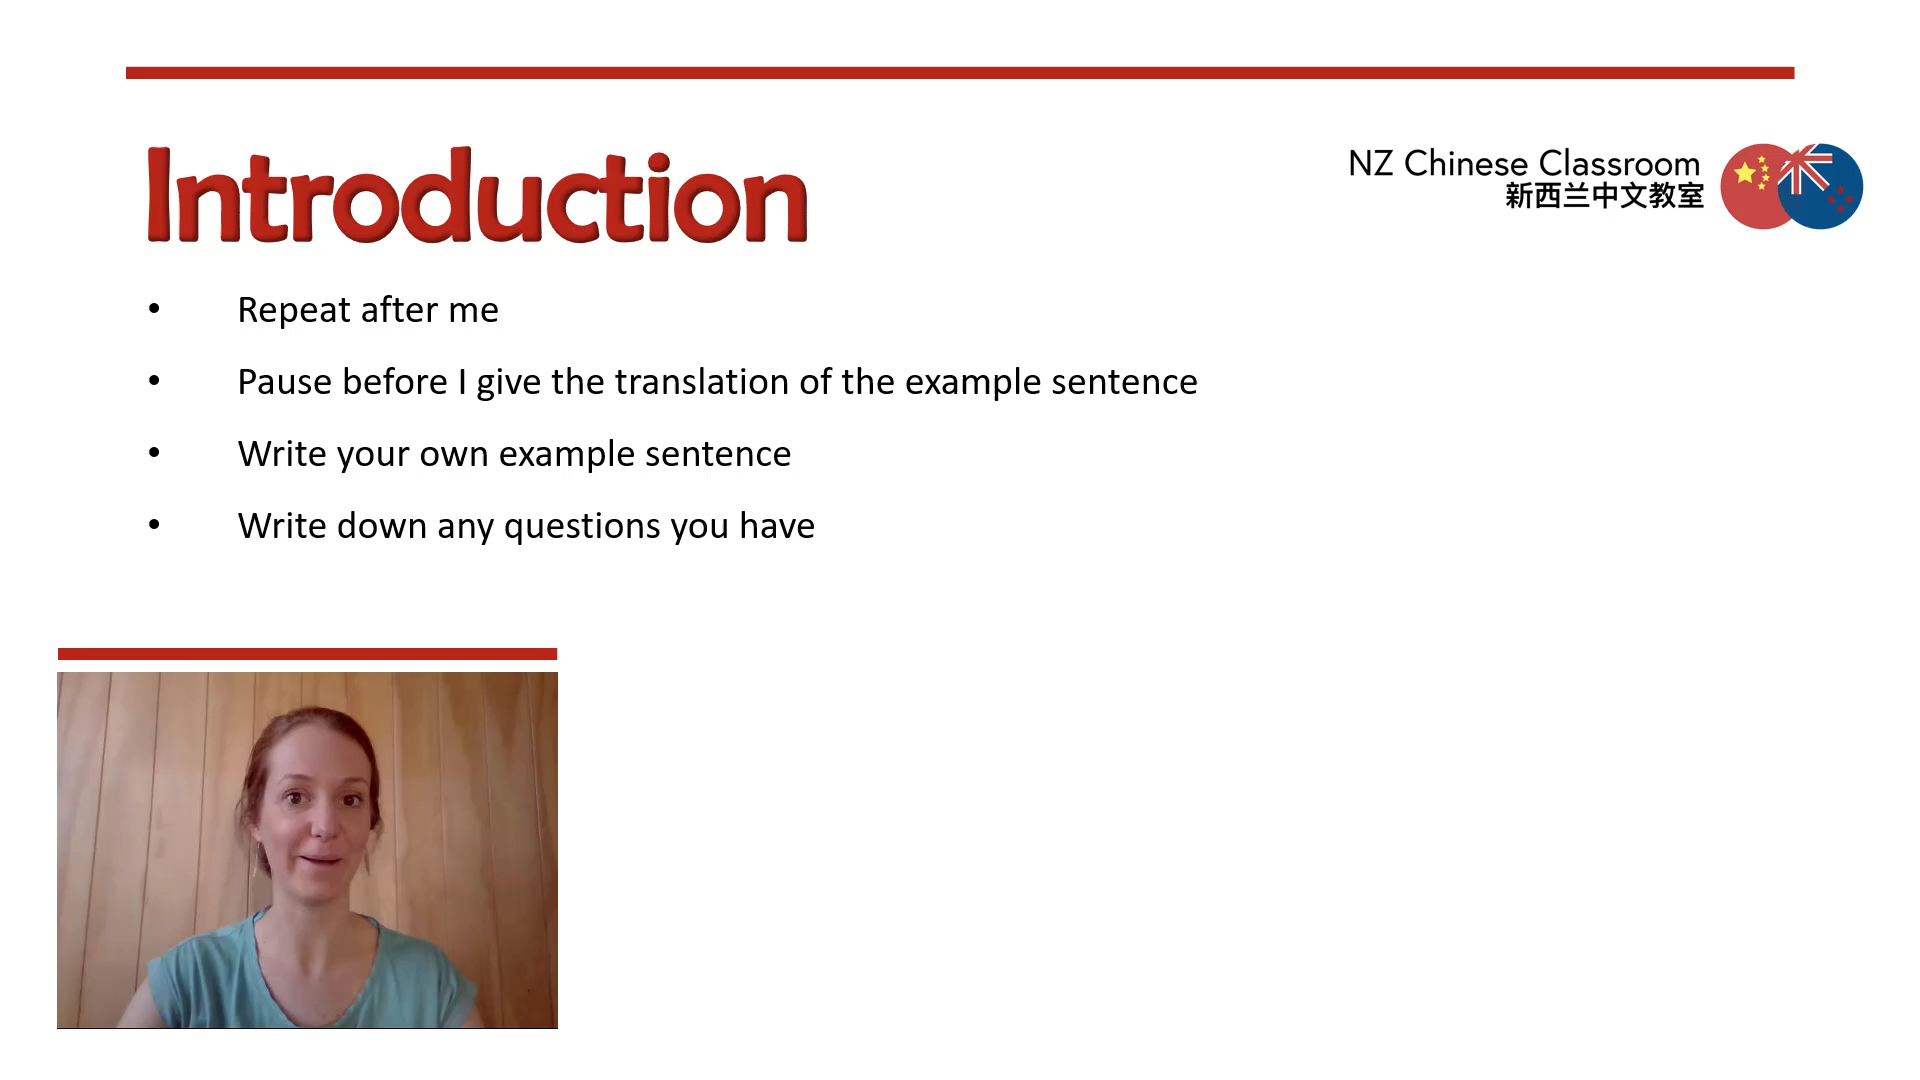 Introduction
NZ Chinese Classroom
新西兰中文教室
• Repeat after me
• Pause before I give the translation of the example sentence
• Write your own example sentence
• Write down any questions you have